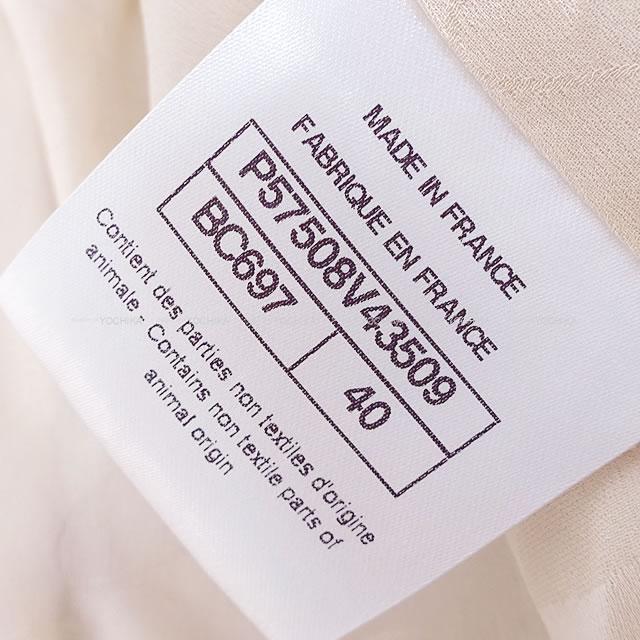 MADE IN FRANCE
FABRIQUE EN FRANCE
P57508V43509
BC697 40
Contient des parties non textiles d'origine
animale - Contains non textile parts of
animal origin
YOCHIKA